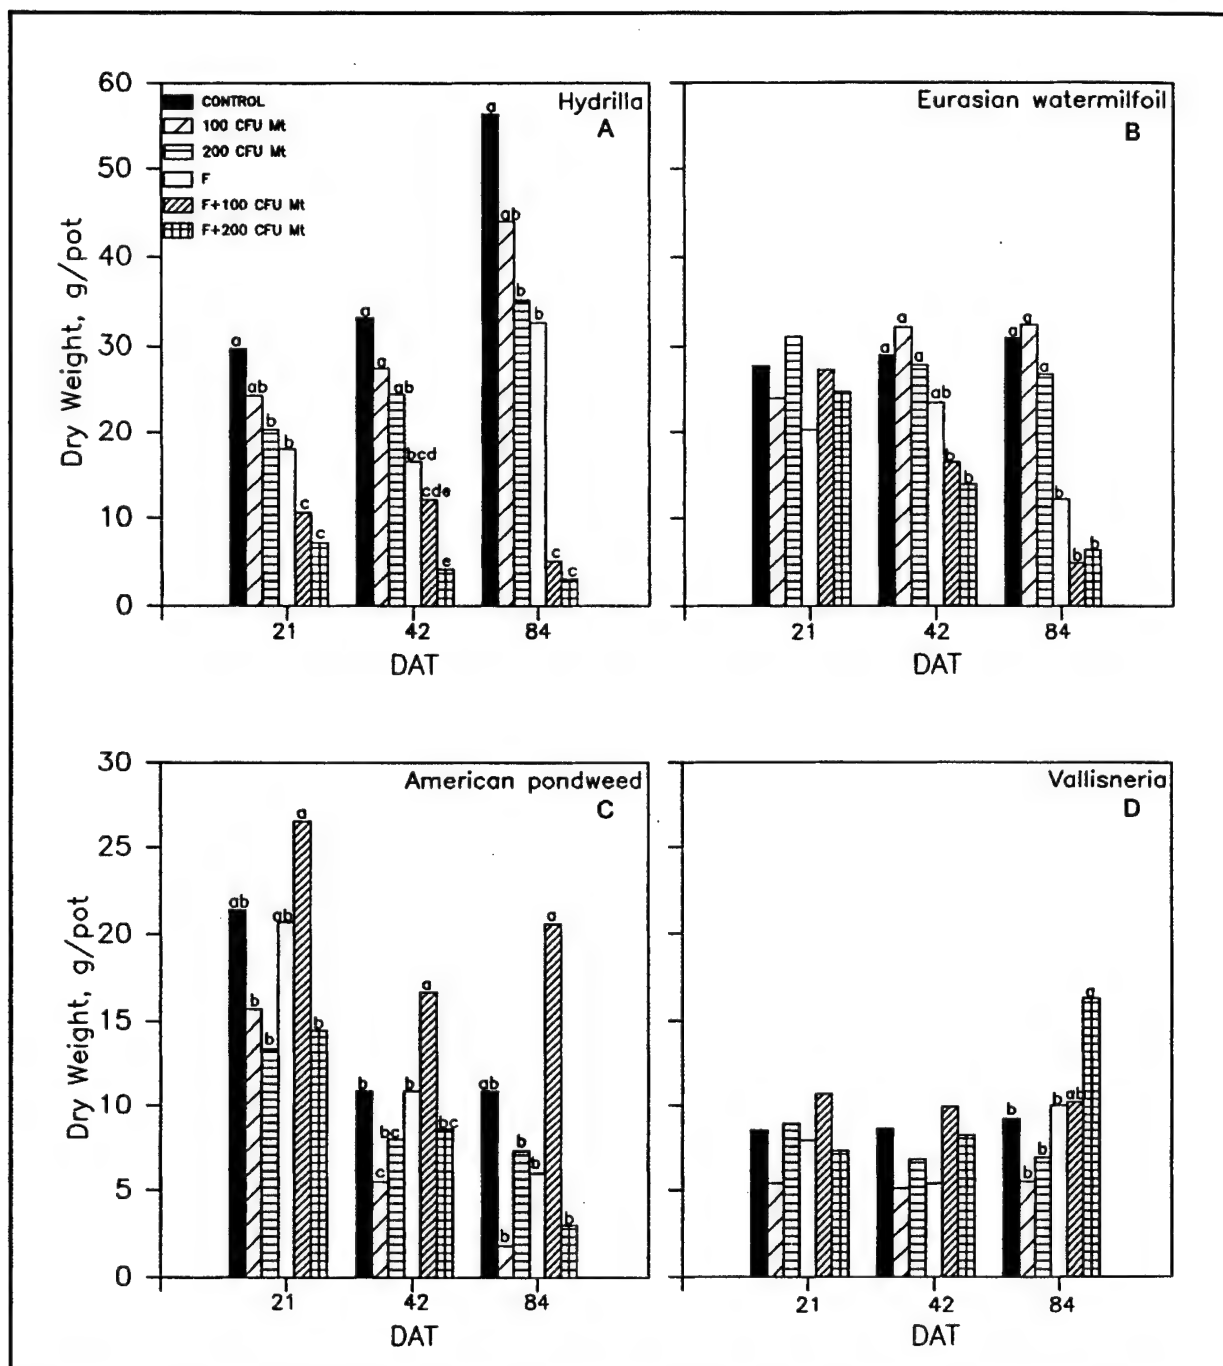 60
50
40
30
20
10
0
Dry Weight, g/pot
CONTROL
100 CFU Mt
200 CFU Mt
F
F+100 CFU Mt
F+200 CFU Mt
Hydrilla
A
a
ab
b
b
c
c
a
a
ab
bcd
cde
e
a
ab
b
b
c
c
21
42
84
DAT
Eurasian watermilfoil
B
a
a
a
ab
b
b
a
a
a
b
b
b
21
42
84
DAT
30
25
20
15
10
5
0
Dry Weight, g/pot
American pondweed
C
ab
b
b
ab
a
b
b
c
bc
b
a
bc
ab
b
b
b
a
b
21
42
84
DAT
Vallisneria
D
b
b
b
b
ab
a
21
42
84
DAT